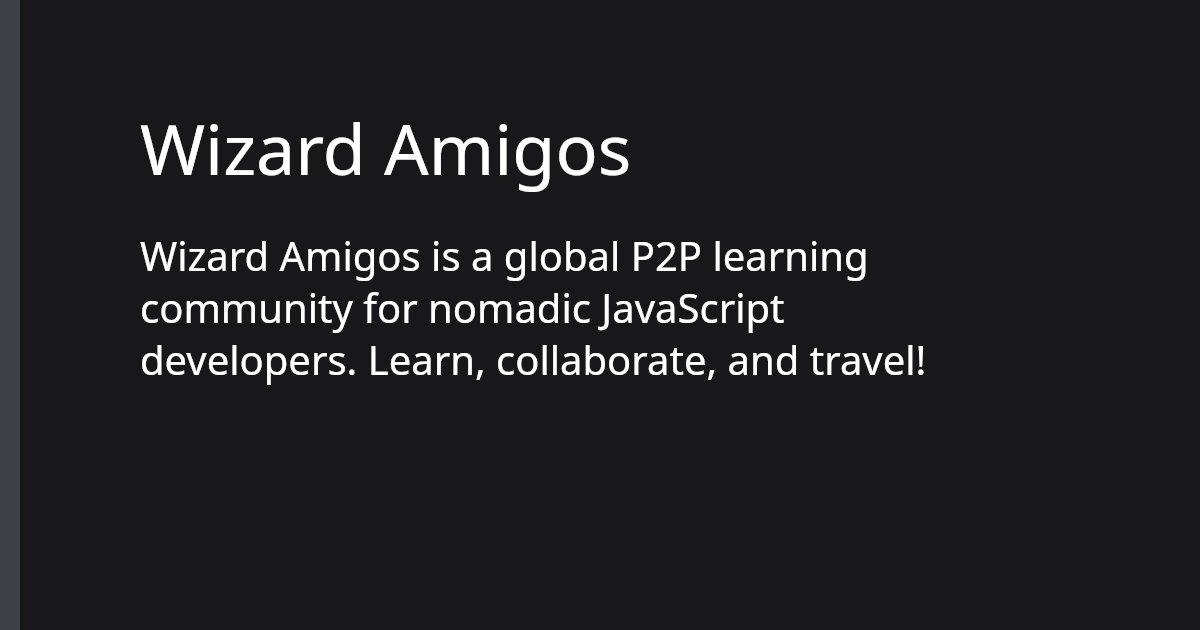 Wizard Amigos
Wizard Amigos is a global P2P learning
community for nomadic JavaScript
developers. Learn, collaborate, and travel!